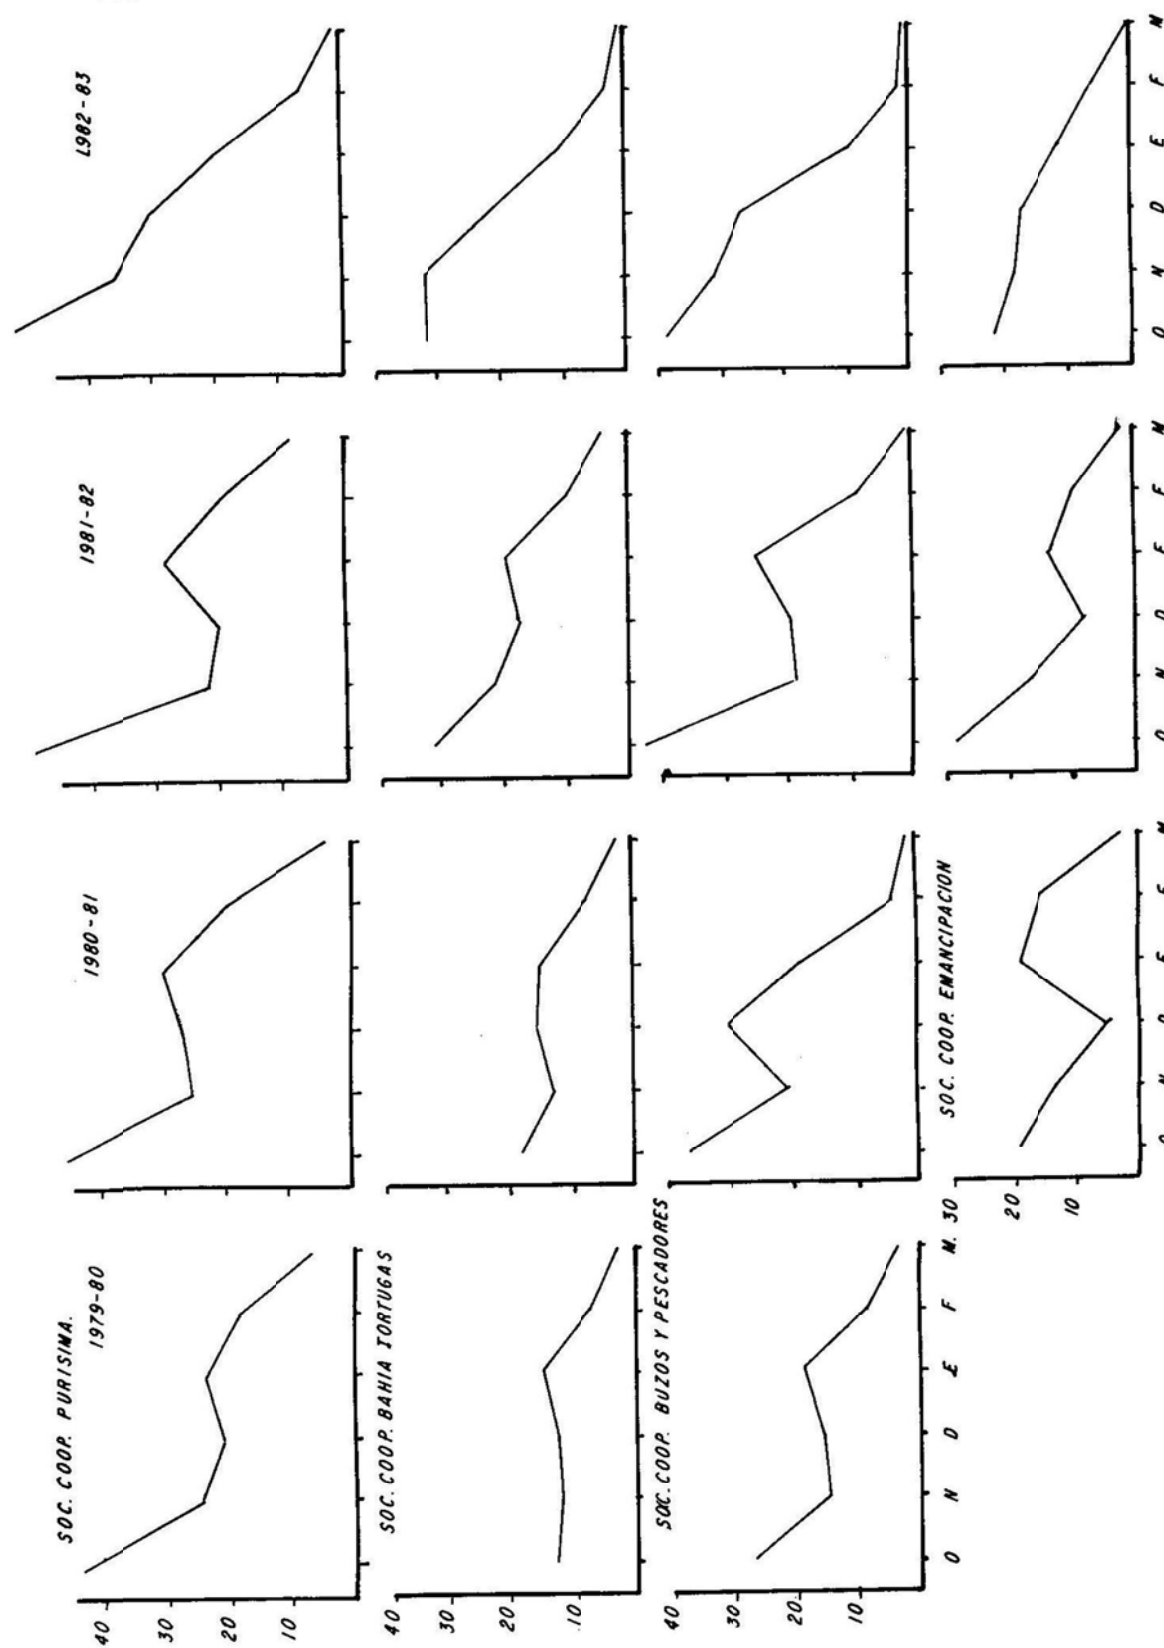 SOC. COOP. PURISIMA.
1979-80
1980-81
1981-82
1982-83
40
30
20
10
SOC. COOP. BAHIA TORTUGAS
40
30
20
10
SOC. COOP. BUZOS Y PESCADORES
40
30
20
10
O N D E F M.
SOC. COOP. EMANCIPACION
30
20
10
O N D E F M
O N D E F M
O N D E F M